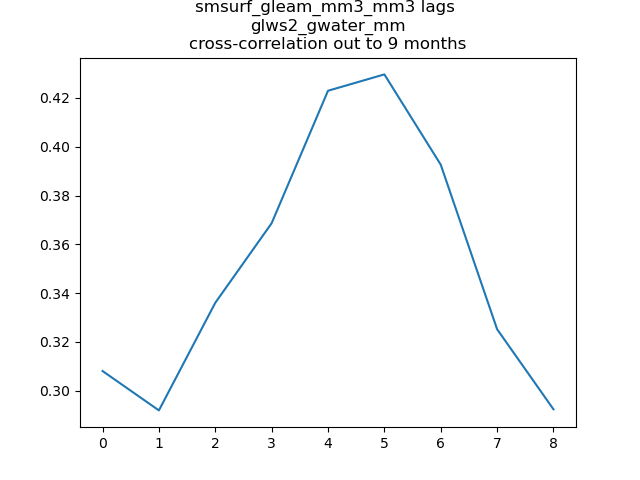 smsurf_gleam_mm3_mm3 lags
glws2_gwater_mm
cross-correlation out to 9 months
0.42
0.40
0.38
0.36
0.34
0.32
0.30
0 1 2 3 4 5 6 7 8